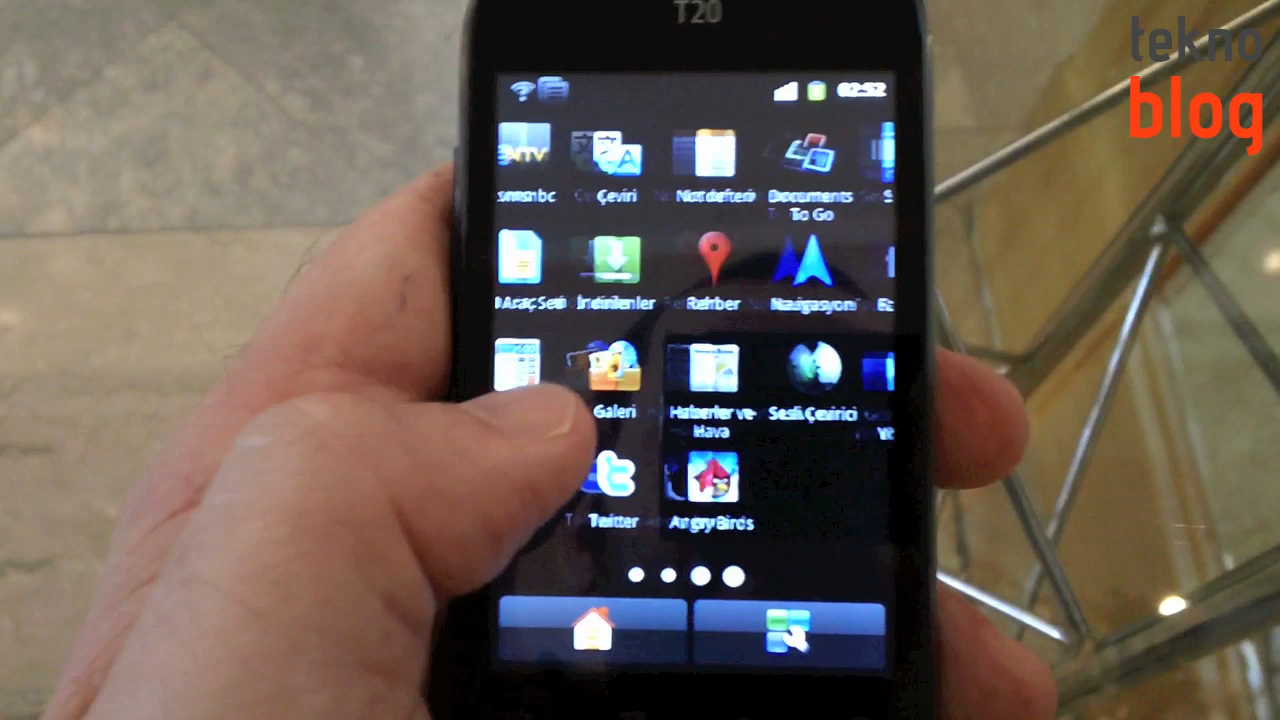 T20
tekno
blog
02:52
Çeviri
Not defteri
Documents
To Go
İndirilenler
Rehber
Navigasyon
Galeri
Haberler ve
Hava
Sesli Çevirici
Twitter
Angry Birds